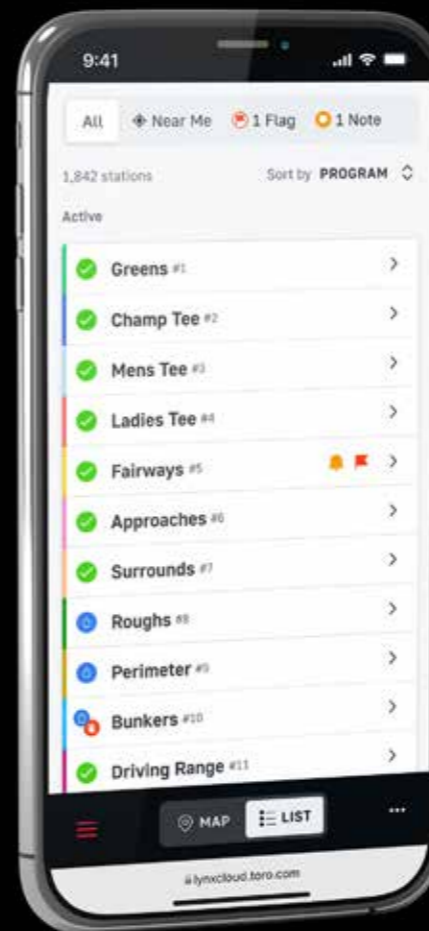 9:41
All Near Me 1 Flag 1 Note
1,842 stations Sort by PROGRAM
Active
Greens #1
Champ Tee #2
Mens Tee #3
Ladies Tee #4
Fairways #5
Approaches #6
Surrounds #7
Roughs #8
Perimeter #9
Bunkers #10
Driving Range #11
MAP LIST
lynxcloud.toro.com